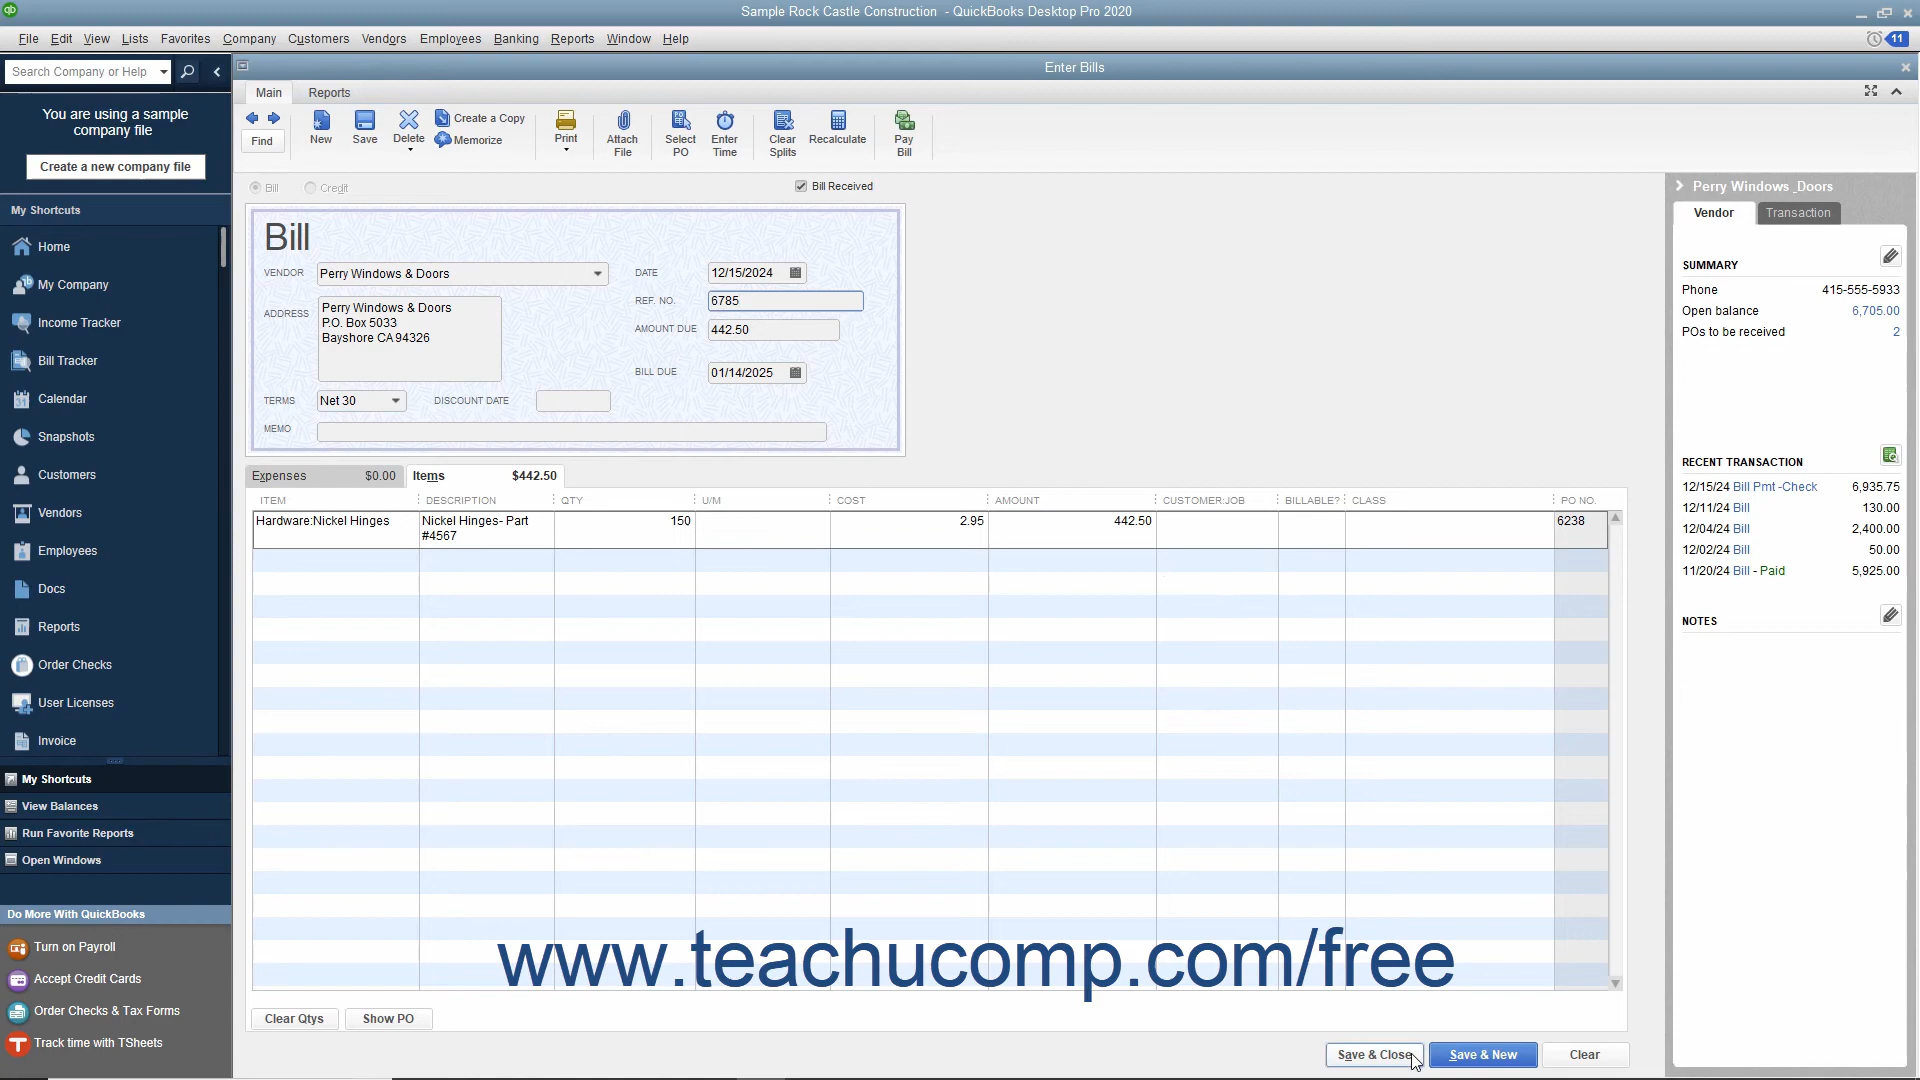 Sample Rock Castle Construction - QuickBooks Desktop Pro 2020
File Edit View Lists Favorites Company Customers Vendors Employees Banking Reports Window Help
11
Search Company or Help
Enter Bills
You are using a sample
company file
Create a new company file
My Shortcuts
Home
My Company
Income Tracker
Bill Tracker
Calendar
Snapshots
Customers
Vendors
Employees
Docs
Reports
Order Checks
User Licenses
Invoice
My Shortcuts
View Balances
Run Favorite Reports
Open Windows
Do More With QuickBooks
Turn on Payroll
Accept Credit Cards
Order Checks & Tax Forms
Track time with TSheets
Main Reports
Find
New
Save
Delete
Create a Copy
Memorize
Print
Attach
File
Select
PO
Enter
Time
Clear
Splits
Recalculate
Pay
Bill
Bill Credit Bill Received
Bill
VENDOR Perry Windows & Doors DATE 12/15/2024
REF. NO. 6785
ADDRESS Perry Windows & Doors
P.O. Box 5033
Bayshore CA 94326
AMOUNT DUE 442.50
BILL DUE 01/14/2025
TERMS Net 30 DISCOUNT DATE
MEMO
Expenses $0.00 Items $442.50
ITEM DESCRIPTION QTY U/M COST AMOUNT CUSTOMER:JOB BILLABLE? CLASS PO NO.
Hardware:Nickel Hinges Nickel Hinges- Part 150 2.95 442.50 6238
#4567
www.teachucomp.com/free
Clear Qtys Show PO
Save & Close Save & New Clear
Perry Windows _Doors
Vendor Transaction
SUMMARY
Phone 415-555-5933
Open balance 6,705.00
POs to be received 2
RECENT TRANSACTION
12/15/24 Bill Pmt -Check 6,935.75
12/11/24 Bill 130.00
12/04/24 Bill 2,400.00
12/02/24 Bill 50.00
11/20/24 Bill - Paid 5,925.00
NOTES